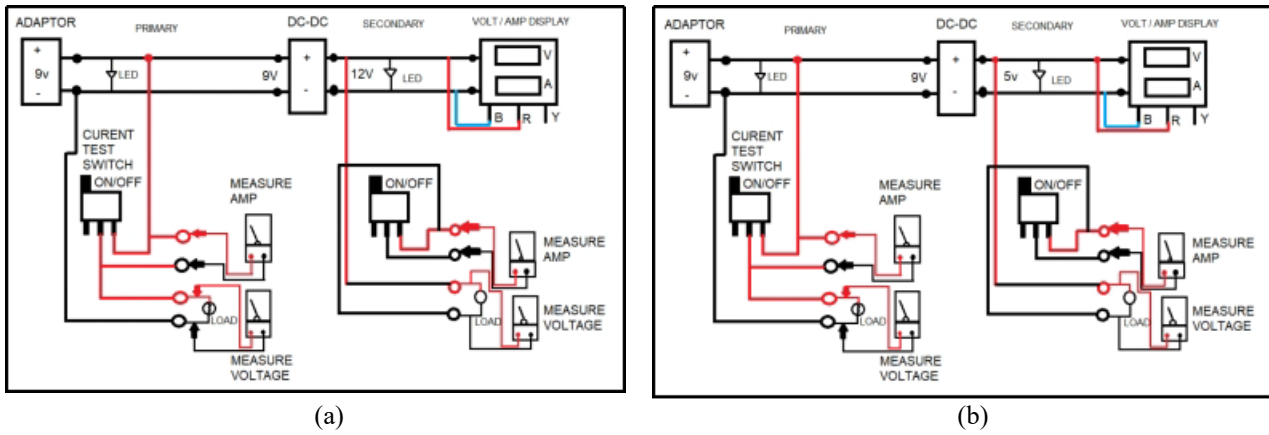 ADAPTOR PRIMARY DC-DC SECONDARY VOLT / AMP DISPLAY
+ + V
9v LED 9V 12V LED
- - A
B R Y
CURENT
TEST
SWITCH
ON/OFF
MEASURE
AMP
LOAD
MEASURE
VOLTAGE
ON/OFF
MEASURE
AMP
LOAD
MEASURE
VOLTAGE
(a)
ADAPTOR PRIMARY DC-DC SECONDARY VOLT / AMP DISPLAY
+ + V
9v LED 9V 5v LED
- - A
B R Y
CURENT
TEST
SWITCH
ON/OFF
MEASURE
AMP
LOAD
MEASURE
VOLTAGE
ON/OFF
MEASURE
AMP
LOAD
MEASURE
VOLTAGE
(b)